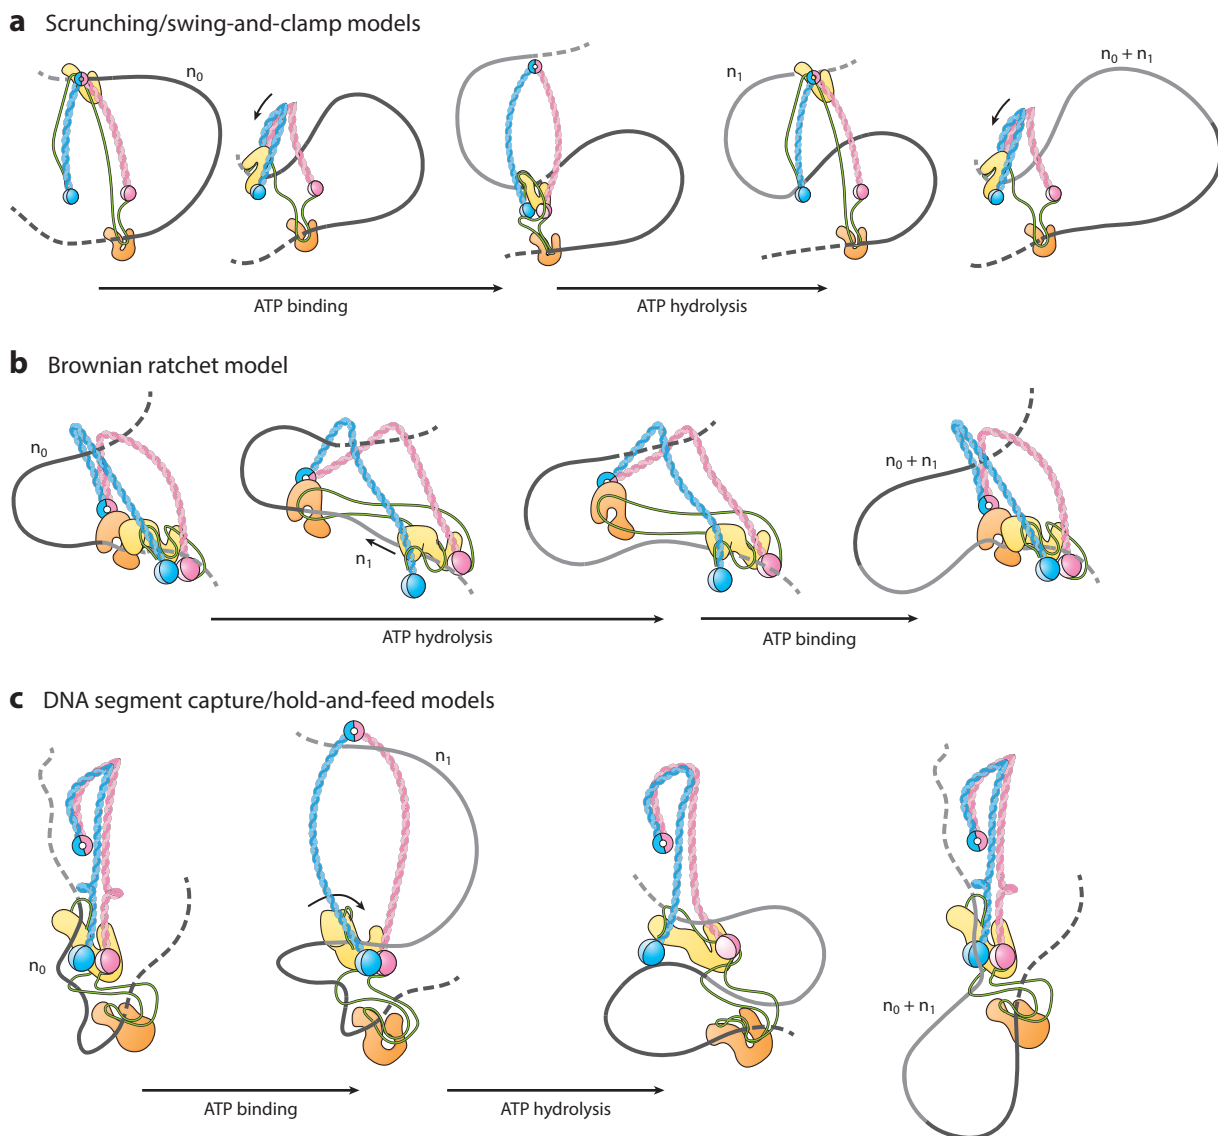 a Scrunching/swing-and-clamp models
n0
n1
n0 + n1
ATP binding
ATP hydrolysis
b Brownian ratchet model
n0
n1
n0 + n1
ATP hydrolysis
ATP binding
c DNA segment capture/hold-and-feed models
n1
n0
n0 + n1
ATP binding
ATP hydrolysis